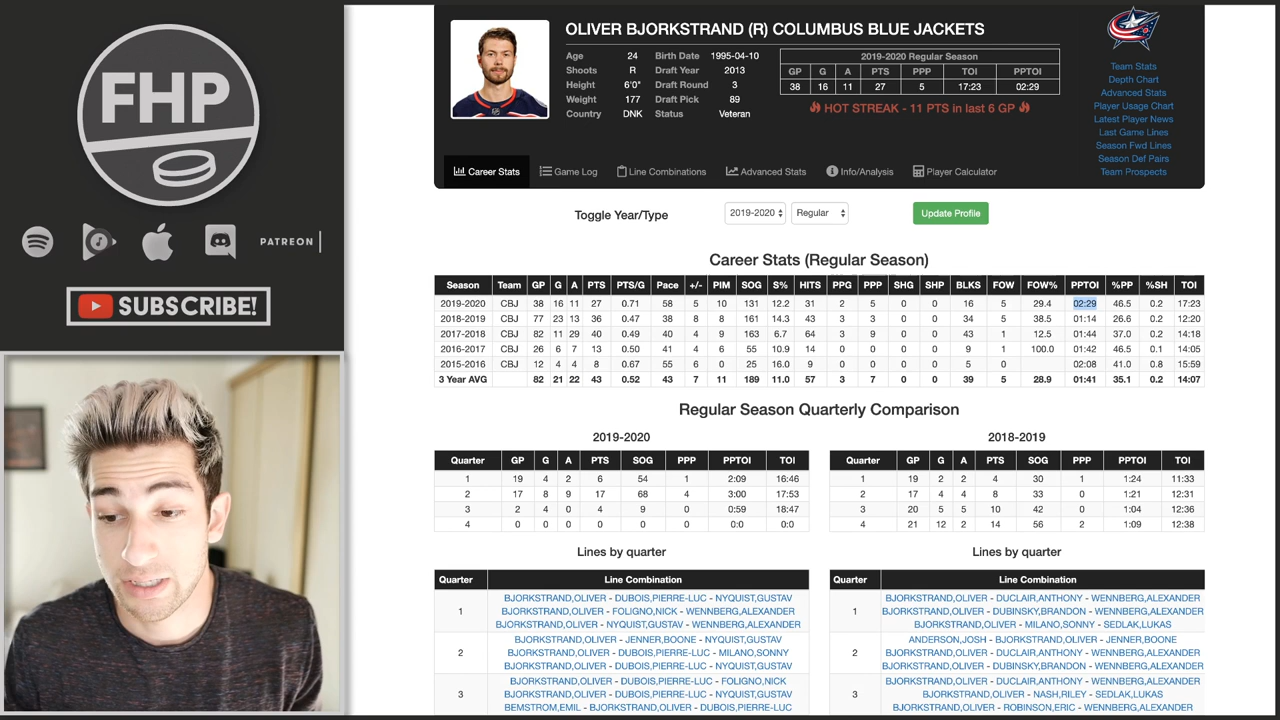 FHP
PATREON
SUBSCRIBE!
OLIVER BJORKSTRAND (R) COLUMBUS BLUE JACKETS
Age 24 Birth Date 1995-04-10
Shoots R Draft Year 2013
Height 6'0" Draft Round 3
Weight 177 Draft Pick 89
Country DNK Status Veteran
2019-2020 Regular Season
GP G A PTS PPP TOI PPTOI
38 16 11 27 5 17:23 02:29
HOT STREAK - 11 PTS in last 6 GP
Team Stats
Depth Chart
Advanced Stats
Player Usage Chart
Latest Player News
Last Game Lines
Season Fwd Lines
Season Def Pairs
Team Prospects
Career Stats Game Log Line Combinations Advanced Stats Info/Analysis Player Calculator
Toggle Year/Type 2019-2020 Regular Update Profile
Career Stats (Regular Season)
Season Team GP G A PTS PTS/G Pace +/- PIM SOG S% HITS PPG PPP SHG SHP BLKS FOW FOW% PPTOI %PP %SH TOI
2019-2020 CBJ 38 16 11 27 0.71 58 5 10 131 12.2 31 2 5 0 0 16 5 29.4 02:29 46.5 0.2 17:23
2018-2019 CBJ 77 23 13 36 0.47 38 8 8 161 14.3 43 3 3 0 0 34 5 38.5 01:14 26.6 0.2 12:20
2017-2018 CBJ 82 11 29 40 0.49 40 4 9 163 6.7 64 3 9 0 0 43 1 12.5 01:44 37.0 0.2 14:18
2016-2017 CBJ 26 6 7 13 0.50 41 4 6 55 10.9 14 0 0 0 0 9 1 100.0 01:42 46.5 0.1 14:05
2015-2016 CBJ 12 4 4 8 0.67 55 6 0 25 16.0 9 0 0 0 0 5 0 02:08 41.0 0.8 15:59
3 Year AVG 82 21 22 43 0.52 43 7 11 189 11.0 57 3 7 0 0 39 5 28.9 01:41 35.1 0.2 14:07
Regular Season Quarterly Comparison
2019-2020
Quarter GP G A PTS SOG PPP PPTOI TOI
1 19 4 2 6 54 1 2:09 16:46
2 17 8 9 17 68 4 3:00 17:53
3 2 4 0 4 9 0 0:59 18:47
4 0 0 0 0 0 0 0:0 0:0
Lines by quarter
Quarter Line Combination
1
BJORKSTRAND,OLIVER - DUBOIS,PIERRE-LUC - NYQUIST,GUSTAV
BJORKSTRAND,OLIVER - FOLIGNO,NICK - WENNBERG,ALEXANDER
BJORKSTRAND,OLIVER - NYQUIST,GUSTAV - WENNBERG,ALEXANDER
2
BJORKSTRAND,OLIVER - JENNER,BOONE - NYQUIST,GUSTAV
BJORKSTRAND,OLIVER - DUBOIS,PIERRE-LUC - MILANO,SONNY
BJORKSTRAND,OLIVER - DUBOIS,PIERRE-LUC - NYQUIST,GUSTAV
3
BJORKSTRAND,OLIVER - DUBOIS,PIERRE-LUC - FOLIGNO,NICK
BJORKSTRAND,OLIVER - DUBOIS,PIERRE-LUC - NYQUIST,GUSTAV
BEMSTROM,EMIL - BJORKSTRAND,OLIVER - DUBOIS,PIERRE-LUC
2018-2019
Quarter GP G A PTS SOG PPP PPTOI TOI
1 19 2 2 4 30 1 1:24 11:33
2 17 4 4 8 33 0 1:21 12:31
3 20 5 5 10 42 0 1:04 12:36
4 21 12 2 14 56 2 1:09 12:38
Lines by quarter
Quarter Line Combination
1
BJORKSTRAND,OLIVER - DUCLAIR,ANTHONY - WENNBERG,ALEXANDER
BJORKSTRAND,OLIVER - DUBINSKY,BRANDON - WENNBERG,ALEXANDER
BJORKSTRAND,OLIVER - MILANO,SONNY - SEDLAK,LUKAS
2
ANDERSON,JOSH - BJORKSTRAND,OLIVER - JENNER,BOONE
BJORKSTRAND,OLIVER - DUCLAIR,ANTHONY - WENNBERG,ALEXANDER
BJORKSTRAND,OLIVER - DUBINSKY,BRANDON - WENNBERG,ALEXANDER
3
BJORKSTRAND,OLIVER - DUCLAIR,ANTHONY - WENNBERG,ALEXANDER
BJORKSTRAND,OLIVER - NASH,RILEY - SEDLAK,LUKAS
BJORKSTRAND,OLIVER - ROBINSON,ERIC - WENNBERG,ALEXANDER